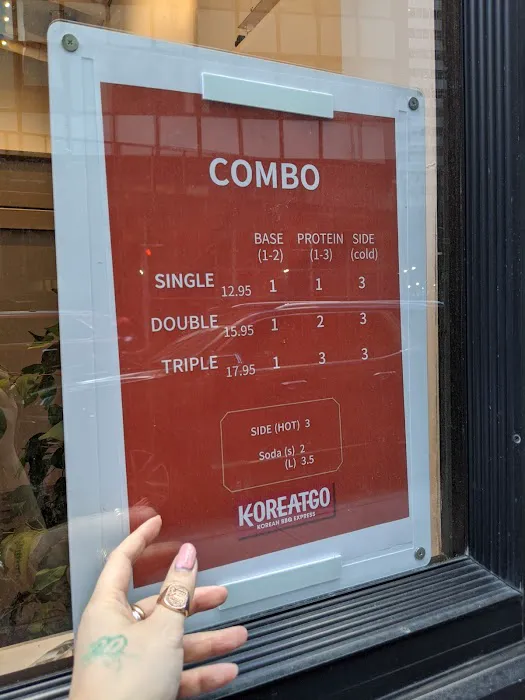 COMBO
BASE PROTEIN SIDE
(1-2) (1-3) (cold)
SINGLE 12.95 1 1 3
DOUBLE 15.95 1 2 3
TRIPLE 17.95 1 3 3
SIDE (HOT) 3
Soda (s) 2
(L) 3.5
KOREATGO
KOREAN BBQ EXPRESS